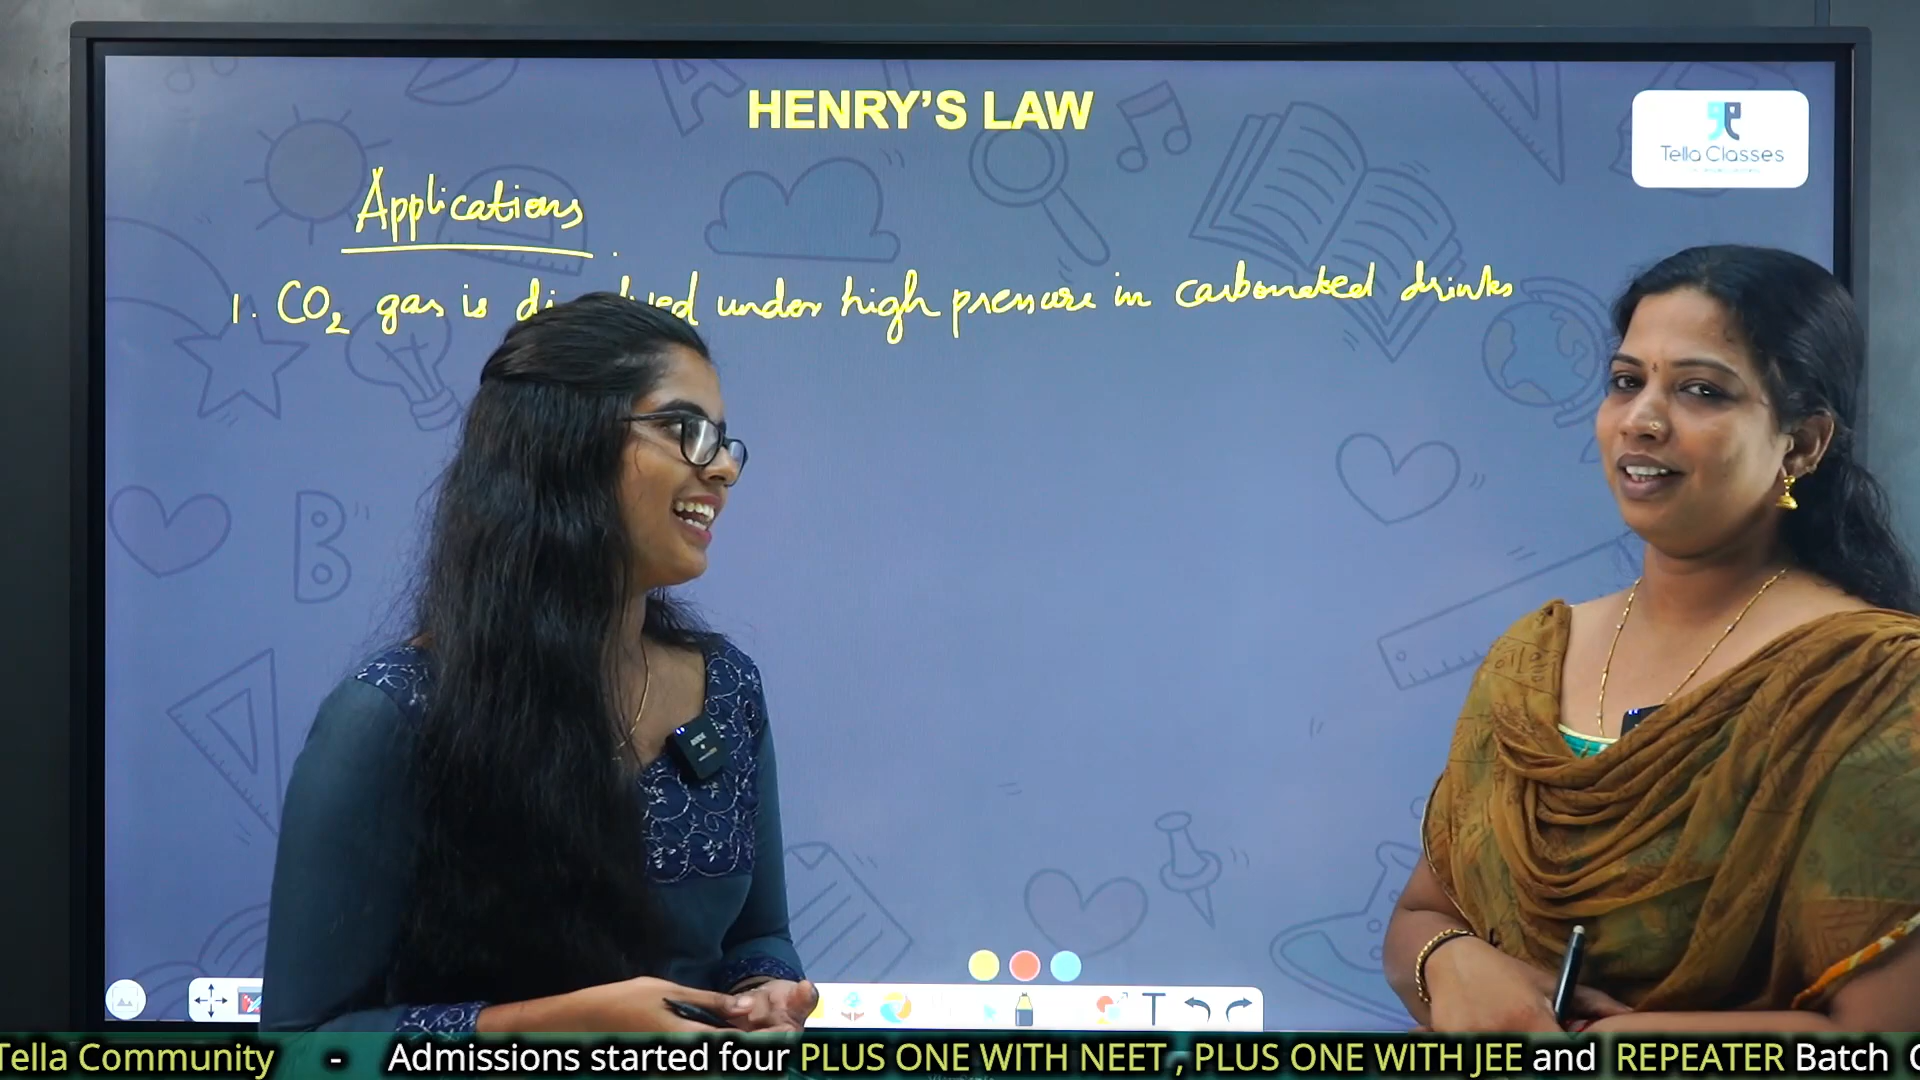 HENRY'S LAW
Tella Classes
Applications
1. CO2 gas is dissolved under high pressure in carbonated drinks
B
A
T
Tella Community - Admissions started four PLUS ONE WITH NEET , PLUS ONE WITH JEE and REPEATER Batch